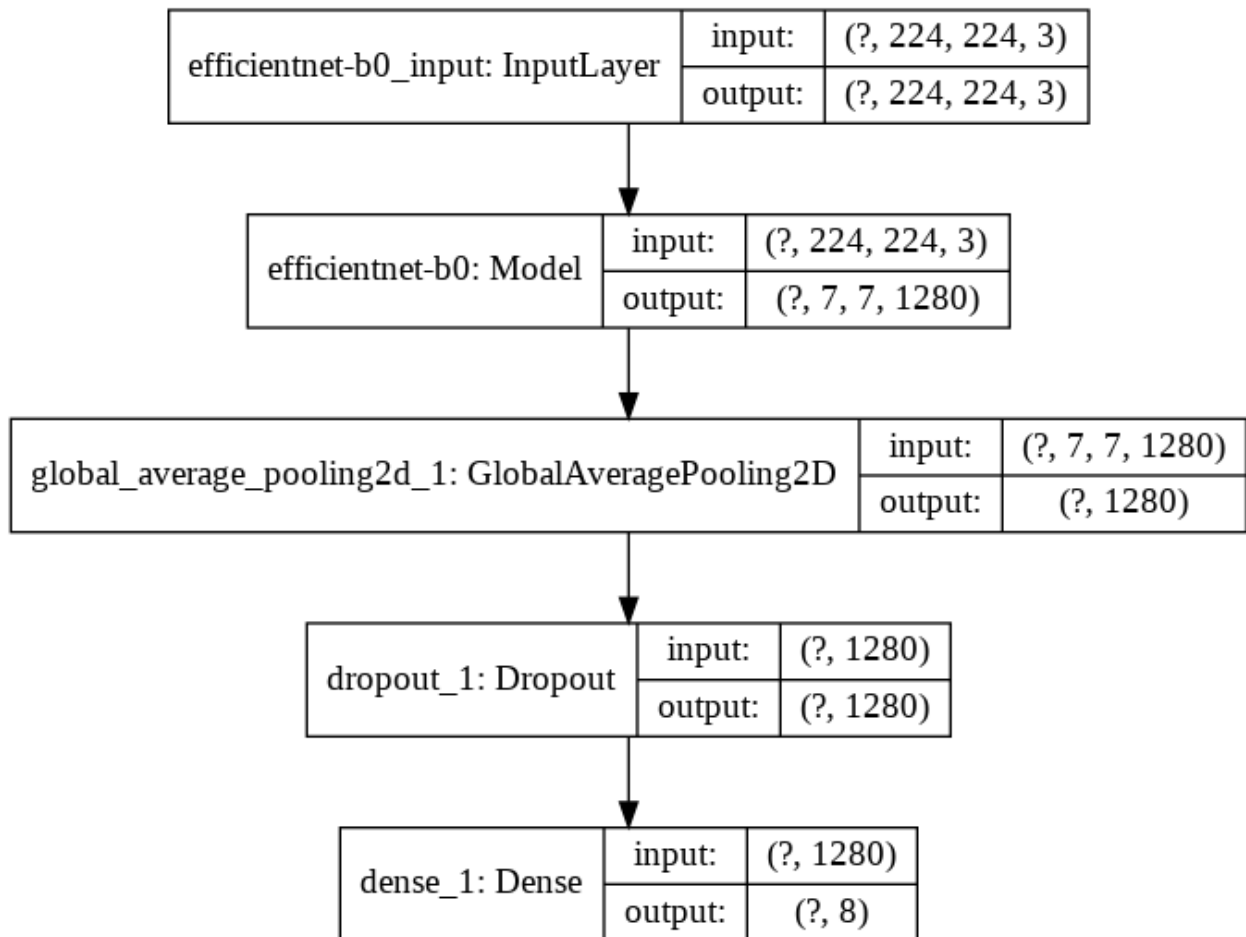 efficientnet-b0_input: InputLayer
input:
(?, 224, 224, 3)
output:
(?, 224, 224, 3)
efficientnet-b0: Model
input:
(?, 224, 224, 3)
output:
(?, 7, 7, 1280)
global_average_pooling2d_1: GlobalAveragePooling2D
input:
(?, 7, 7, 1280)
output:
(?, 1280)
dropout_1: Dropout
input:
(?, 1280)
output:
(?, 1280)
dense_1: Dense
input:
(?, 1280)
output:
(?, 8)